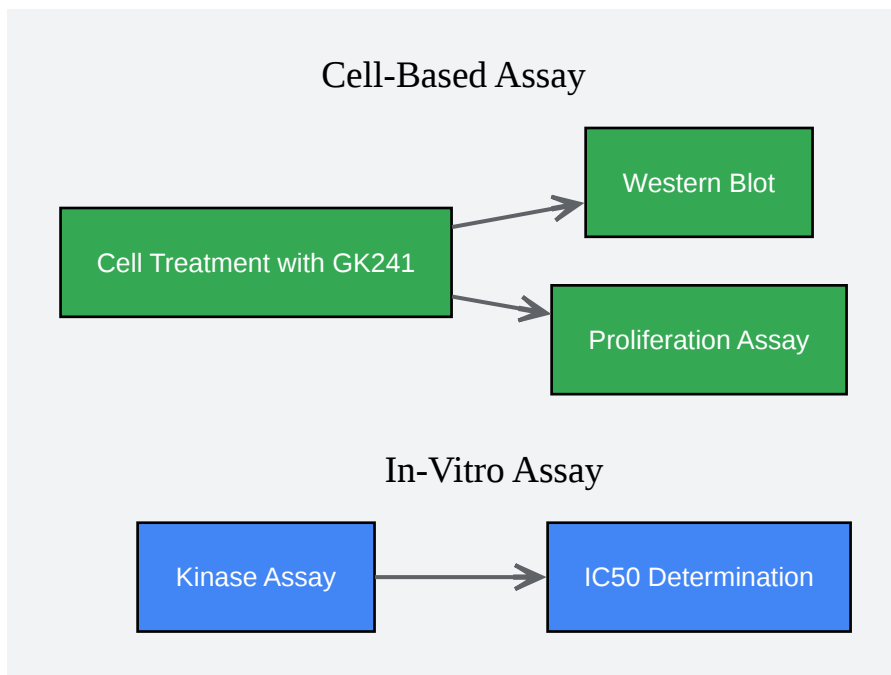 Cell-Based Assay
Western Blot
Cell Treatment with GK241
Proliferation Assay
In-Vitro Assay
Kinase Assay
IC50 Determination